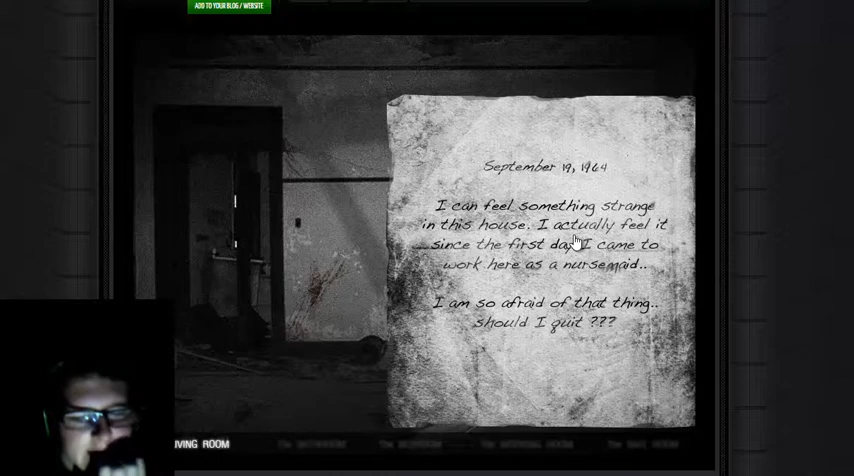 ADD TO YOUR BLOG / WEBSITE
September 19, 1964
I can feel something strange
in this house. I actually feel it
since the first day I came to
work here as a nursemaid..
I am so afraid of that thing..
should I quit ???
IVING ROOM